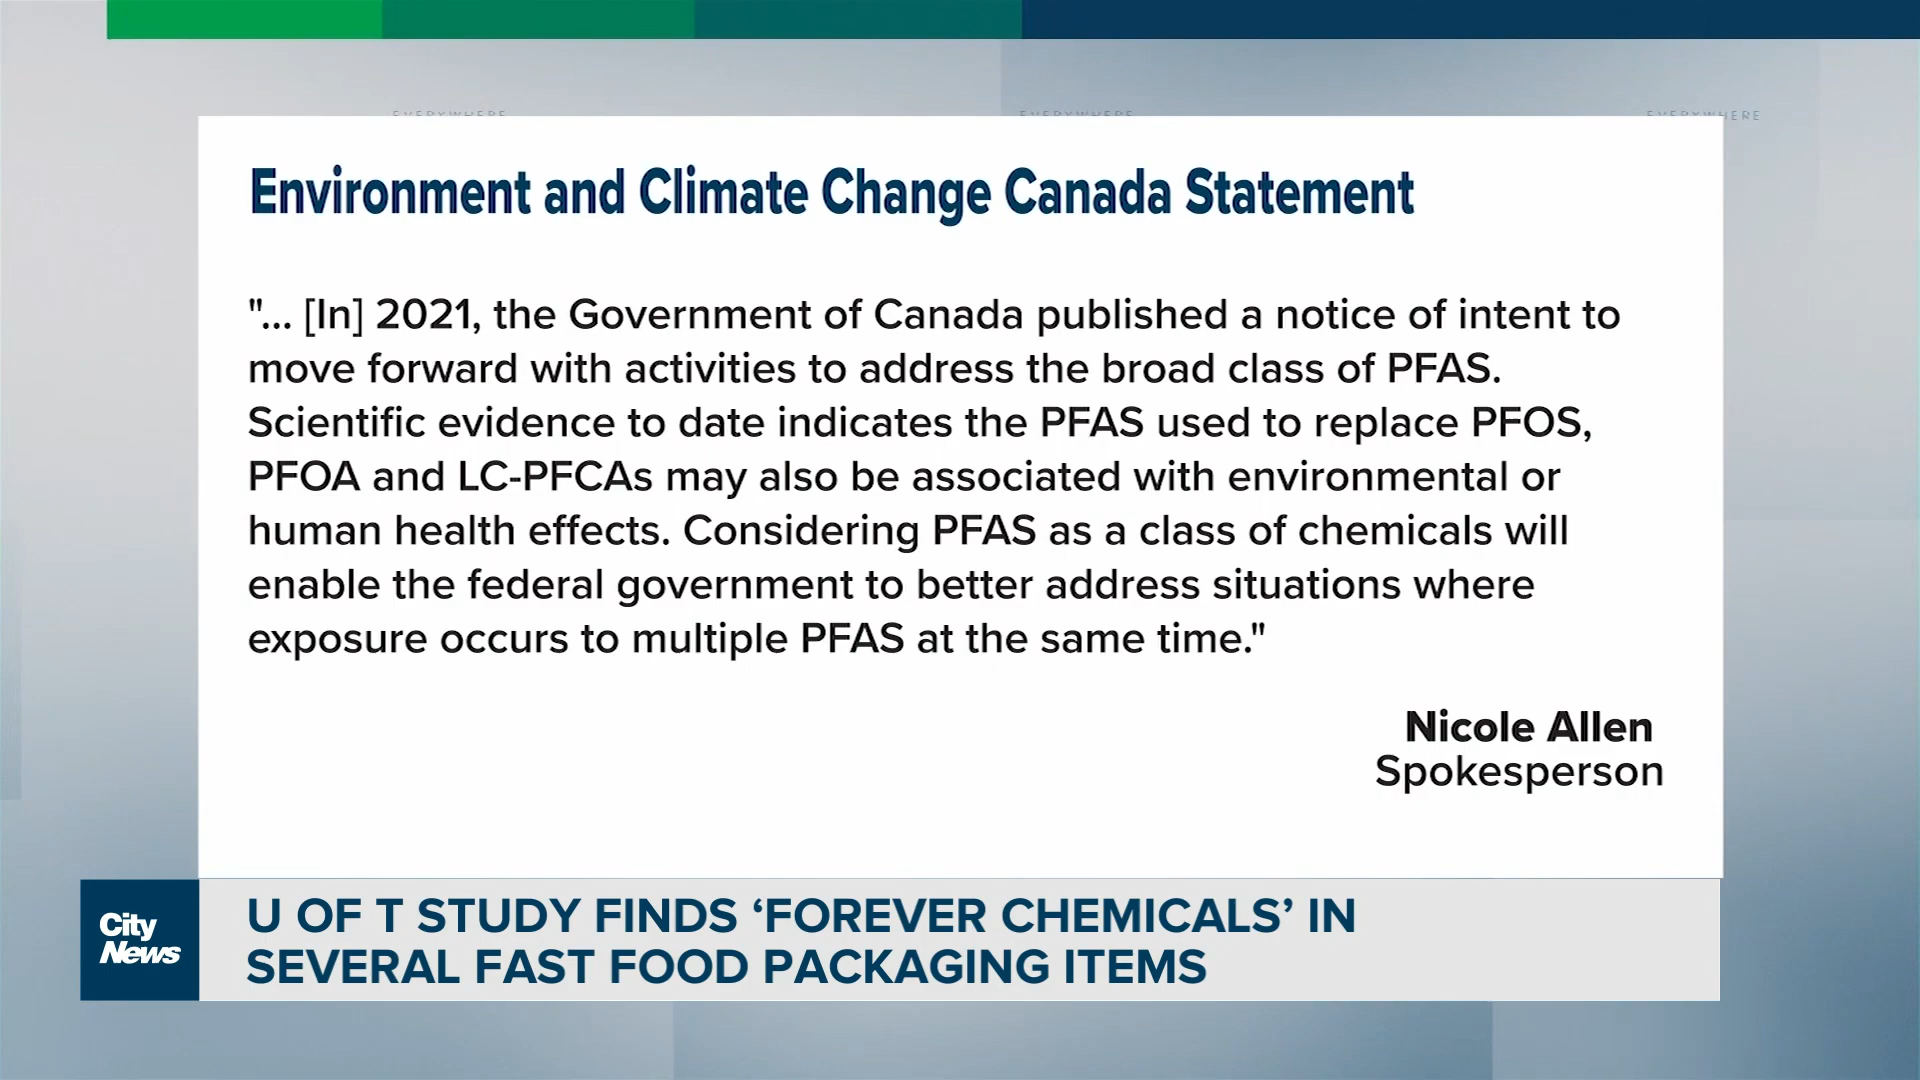 EVERYWHERE EVERYWHERE EVERYWHERE
Environment and Climate Change Canada Statement
"... [In] 2021, the Government of Canada published a notice of intent to
move forward with activities to address the broad class of PFAS.
Scientific evidence to date indicates the PFAS used to replace PFOS,
PFOA and LC-PFCAs may also be associated with environmental or
human health effects. Considering PFAS as a class of chemicals will
enable the federal government to better address situations where
exposure occurs to multiple PFAS at the same time."
Nicole Allen
Spokesperson
City
News
U OF T STUDY FINDS ‘FOREVER CHEMICALS’ IN
SEVERAL FAST FOOD PACKAGING ITEMS